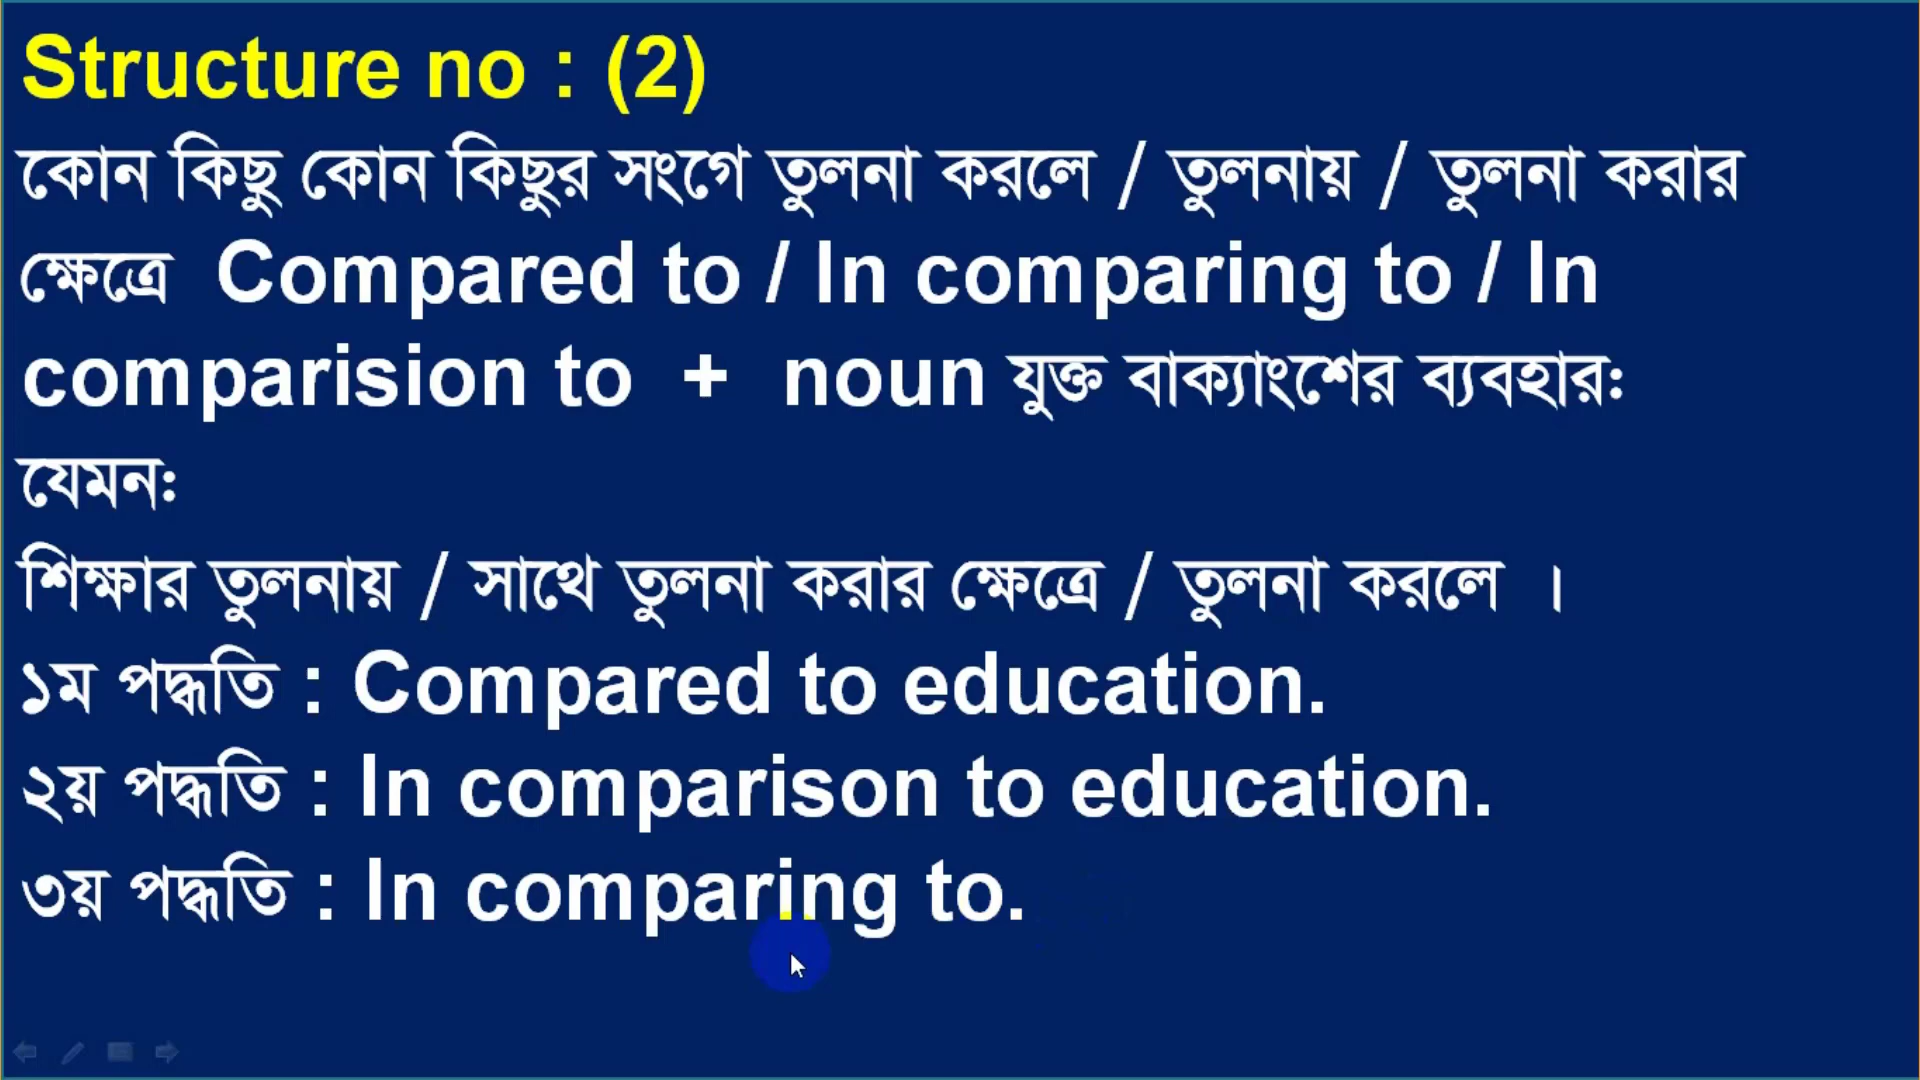 Structure no : (2)
কোন কিছু কোন কিছুর সংগে তুলনা করলে / তুলনায় / তুলনা করার
ক্ষেত্রে Compared to / In comparing to / In
comparision to + noun যুক্ত বাক্যাংশের ব্যবহারঃ
যেমনঃ
শিক্ষার তুলনায় / সাথে তুলনা করার ক্ষেত্রে / তুলনা করলে ।
১ম পদ্ধতি : Compared to education.
২য় পদ্ধতি : In comparison to education.
৩য় পদ্ধতি : In comparing to.